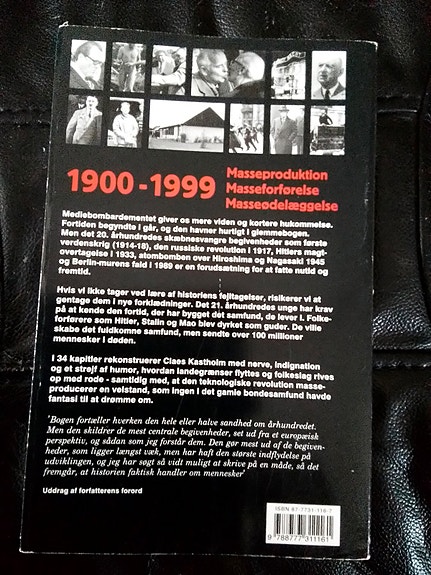 1900-1999
Masseproduktion
Masseforførelse
Masseødelæggelse
Mediebombardementet giver os mere viden og kortere hukommelse.
Fortiden begyndte i går, og den havner hurtigt i glemmebogen.
Men det 20. århundredes skæbnesvangre begivenheder som første
verdenskrig (1914-18), den russiske revolution i 1917, Hitlers magt-
overtagelse i 1933, atombomben over Hiroshima og Nagasaki 1945
og Berlin-murens fald i 1989 er en forudsætning for at fatte nutid og
fremtid.
Hvis vi ikke tager ved lære af historiens fejltagelser, risikerer vi at
gentage dem i nye forklædninger. Det 21. århundredes unge har krav
på at kende den fortid, der har bygget det samfund, de lever i. Folke-
forførere som Hitler, Stalin og Mao blev dyrket som guder. De ville
skabe det fuldkomne samfund, men sendte over 100 millioner
mennesker i døden.
I 34 kapitler rekonstruerer Claes Kastholm med nerve, indignation
og et strejf af humor, hvordan landegrænser flyttes og folkeslag rives
op med rode - samtidig med, at den teknologiske revolution masse-
producerer en velstand, som ingen i det gamle bondesamfund havde
fantasi til at drømme om.
'Bogen fortæller hverken den hele eller halve sandhed om århundredet.
Men den skildrer de mest centrale begivenheder, set ud fra et europæisk
perspektiv, og sådan som jeg forstår dem. Den gør mest ud af de begiven-
heder, som ligger længst væk, men har haft den største indflydelse på
udviklingen, og jeg har søgt så vidt muligt at skrive på en måde, så det
fremgår, at historien faktisk handler om mennesker'
Uddrag af forfatterens forord
ISBN 87-7731-116-7
9 788777 311161